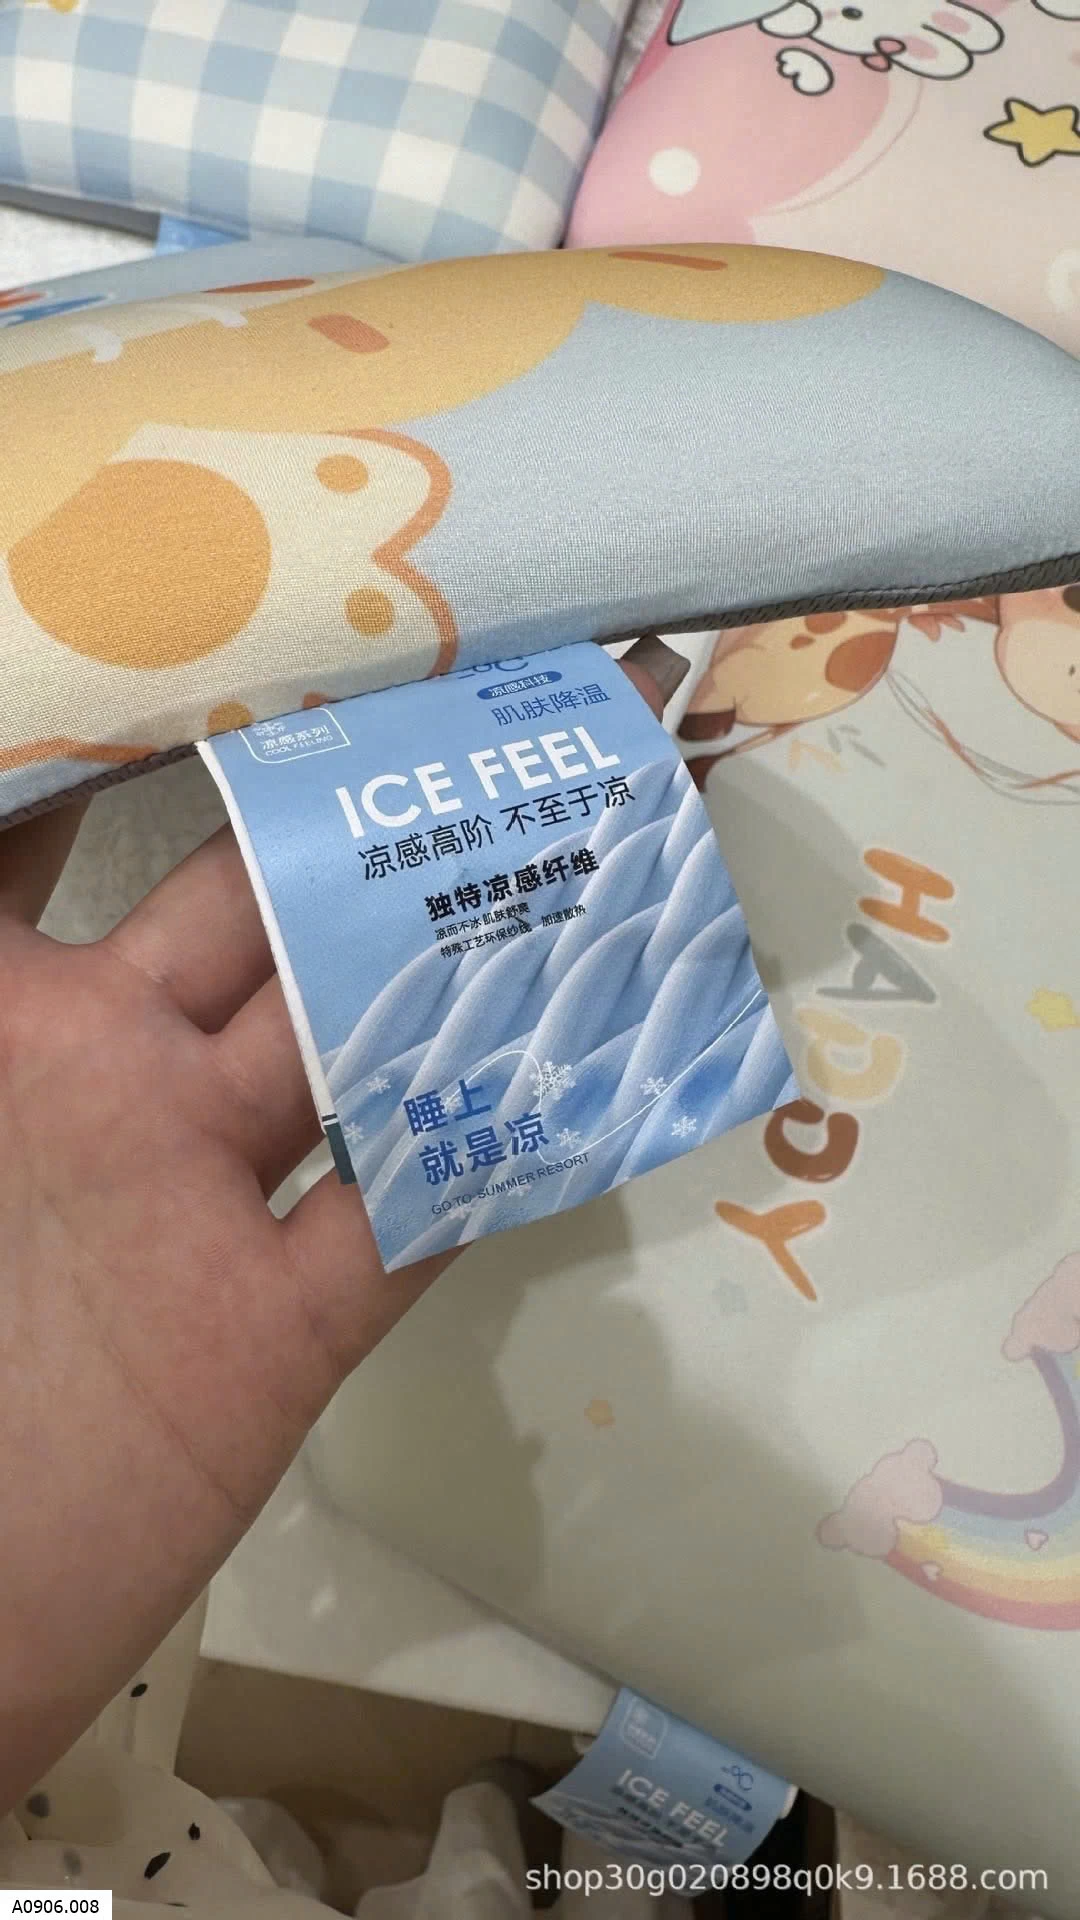 °C
凉感科技
肌肤降温
凉感系列
COOL FEELING
ICE FEEL
凉感高阶 不至于凉
独特凉感纤维
凉而不冰 肌肤舒爽
特殊工艺环保纱线 加速散热
睡上
就是凉
GO TO SUMMER RESORT
HAPPY
°C
ICE FEEL
shop30g020898q0k9.1688.com
A0906.008